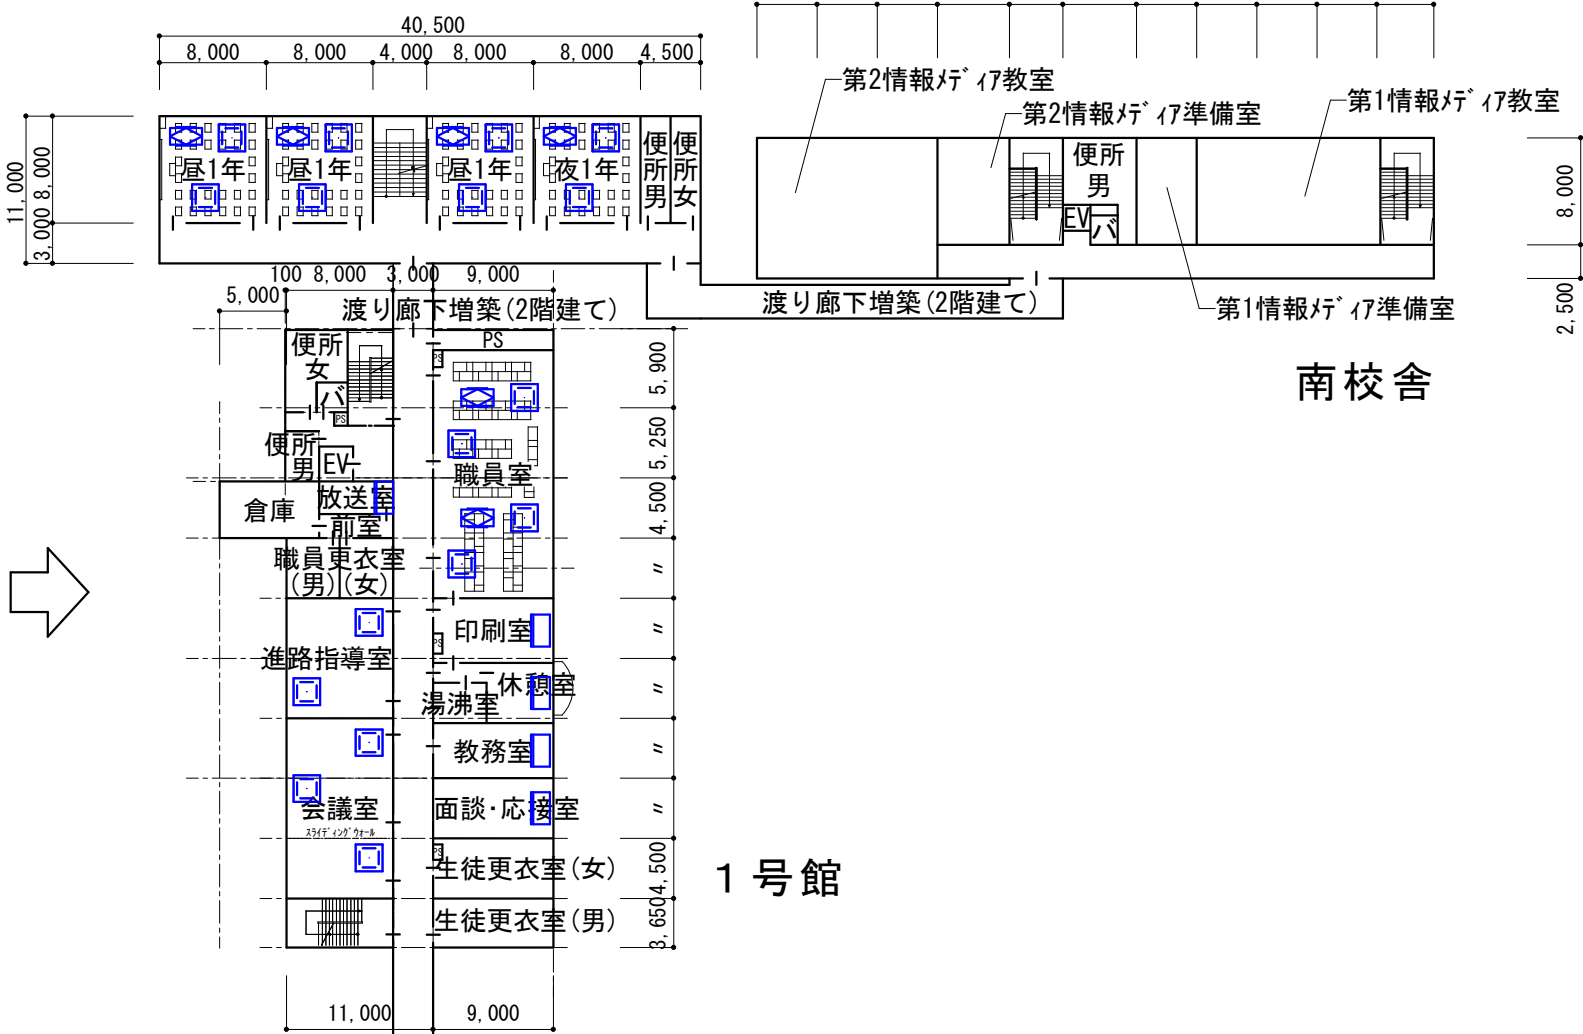 40,500
8,000 8,000 4,000 8,000 8,000 4,500
第2情報ﾒﾃﾞｨｱ教室
第2情報ﾒﾃﾞｨｱ準備室
第1情報ﾒﾃﾞｨｱ教室
昼1年 昼1年 昼1年 夜1年
便所男
便所女
便所
男
EV
バ
11,000
8,000
3,000
8,000
2,500
100 8,000 3,000 9,000
5,000
渡り廊下増築(2階建て)
渡り廊下増築(2階建て)
第1情報ﾒﾃﾞｨｱ準備室
南校舎
便所
女
バ
PS
PS
PS
5,900
便所
男
EV
職員室
5,250
倉庫
放送室
前室
4,500
職員更衣室
(男)(女)
〃
進路指導室
印刷室
PS
〃
休憩室
湯沸室
〃
教務室
〃
会議室
面談・応接室
〃
ｽﾗｲﾃﾞｨﾝｸﾞｳｫｰﾙ
PS
生徒更衣室(女)
4,500
1号館
生徒更衣室(男)
3,650
11,000 9,000